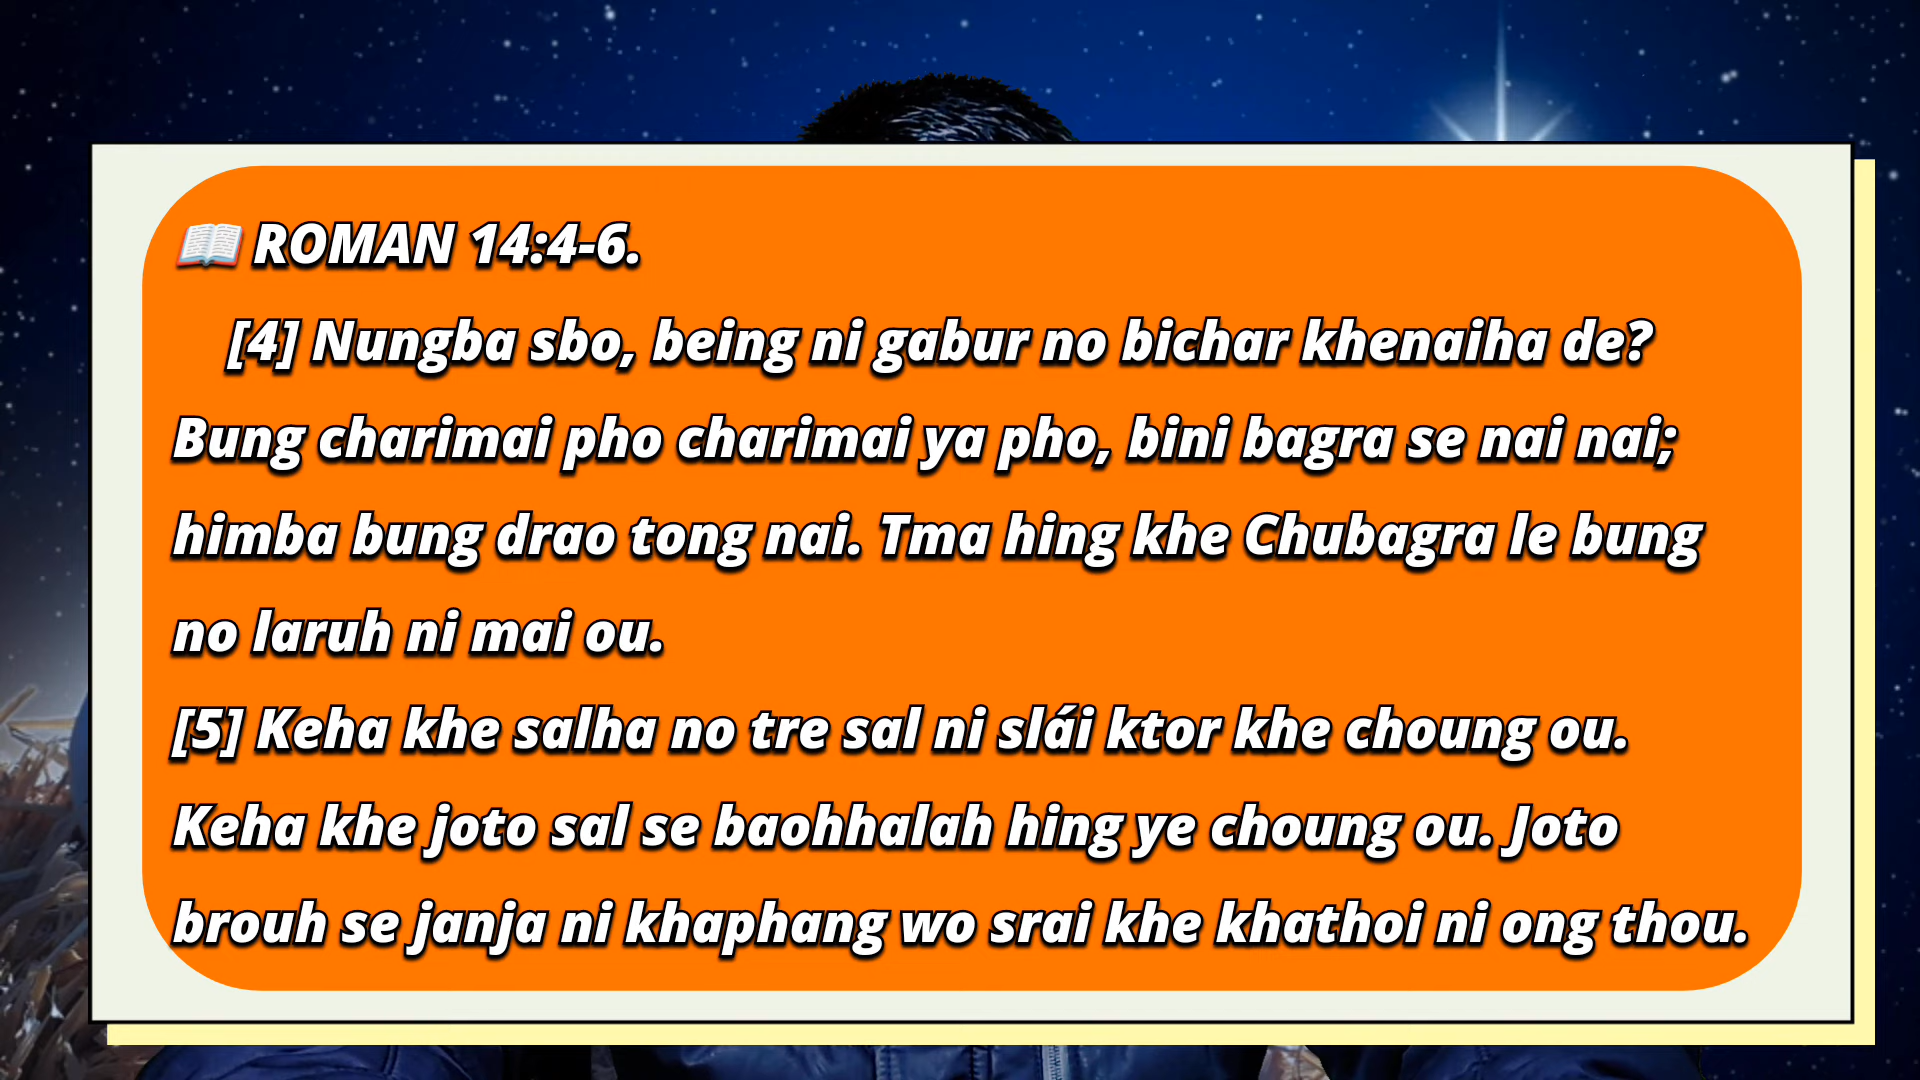 📖 ROMAN 14:4-6.
[4] Nungba sbo, being ni gabur no bichar khenaiha de?
Bung charimai pho charimai ya pho, bini bagra se nai nai;
himba bung drao tong nai. Tma hing khe Chubagra le bung
no laruh ni mai ou.
[5] Keha khe salha no tre sal ni slái ktor khe choung ou.
Keha khe joto sal se baohhalah hing ye choung ou. Joto
brouh se janja ni khaphang wo srai khe khathoi ni ong thou.